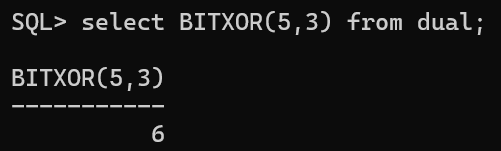 SQL> select BITXOR(5,3) from dual;
BITXOR(5,3)
-----------
6